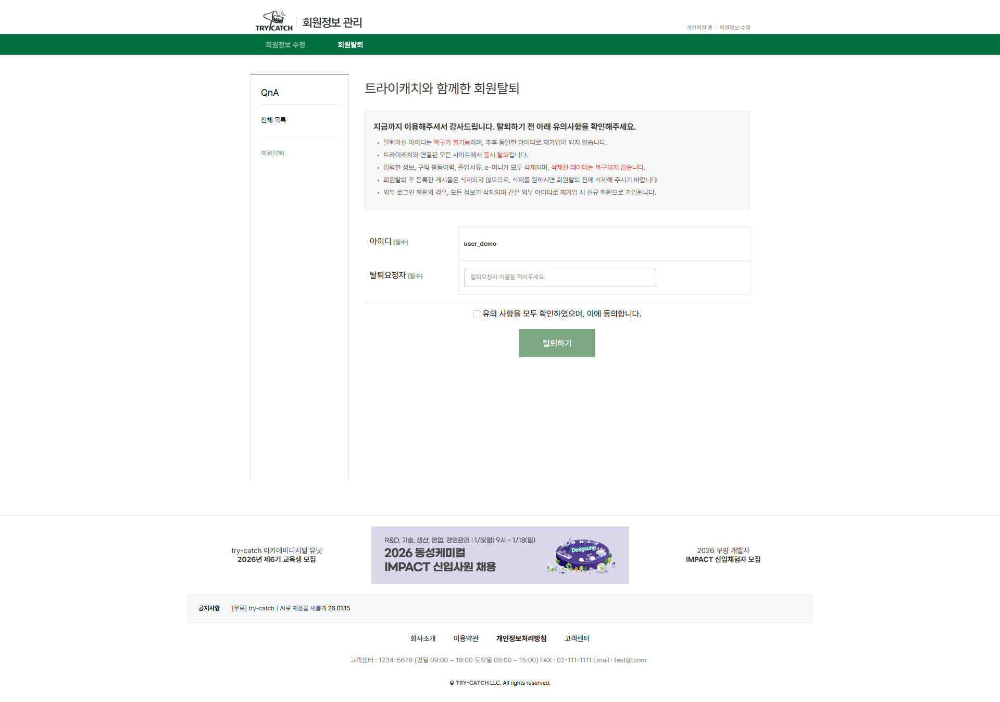 TRY CATCH
회원정보 관리
개인회원 홈 | 회원정보 수정
회원정보 수정
회원탈퇴
QnA
전체 목록
회원탈퇴
트라이캐치와 함께한 회원탈퇴
지금까지 이용해주셔서 감사드립니다. 탈퇴하기 전 아래 유의사항을 확인해주세요.
• 탈퇴하신 아이디는 복구가 불가능하며, 추후 동일한 아이디로 재가입이 되지 않습니다.
• 트라이캐치와 연결된 모든 사이트에서 동시 탈퇴됩니다.
• 입력한 정보, 구직 활동이력, 졸업서류, e-머니가 모두 삭제되며, 삭제된 데이터는 복구되지 않습니다.
• 회원탈퇴 후 등록한 게시물은 삭제되지 않으므로, 삭제를 원하시면 회원탈퇴 전에 삭제해 주시기 바랍니다.
• 외부 로그인 회원의 경우, 모든 정보가 삭제되며 같은 외부 아이디로 재가입 시 신규 회원으로 가입됩니다.
아이디 (필수)
user_demo
탈퇴요청자 (필수)
탈퇴요청자 이름을 적어주세요.
유의 사항을 모두 확인하였으며, 이에 동의합니다.
탈퇴하기
try-catch 아카데미디지털 유닛
2026년 제6기 교육생 모집
R&D, 기술, 생산, 영업, 경영관리 | 1/5(월) 9시 ~ 1/18(일)
2026 동성케미컬
IMPACT 신입사원 채용
Dongsung
2026 쿠팡 개발자
IMPACT 신입체험자 모집
공지사항 [무료] try-catch | AI로 채용을 새롭게 26.01.15
회사소개 이용약관 개인정보처리방침 고객센터
고객센터 : 1234-5678 (평일 09:00 ~ 19:00 토요일 09:00 ~ 15:00) FAX : 02-111-1111 Email : test@.com
© TRY-CATCH LLC. All rights reserved.